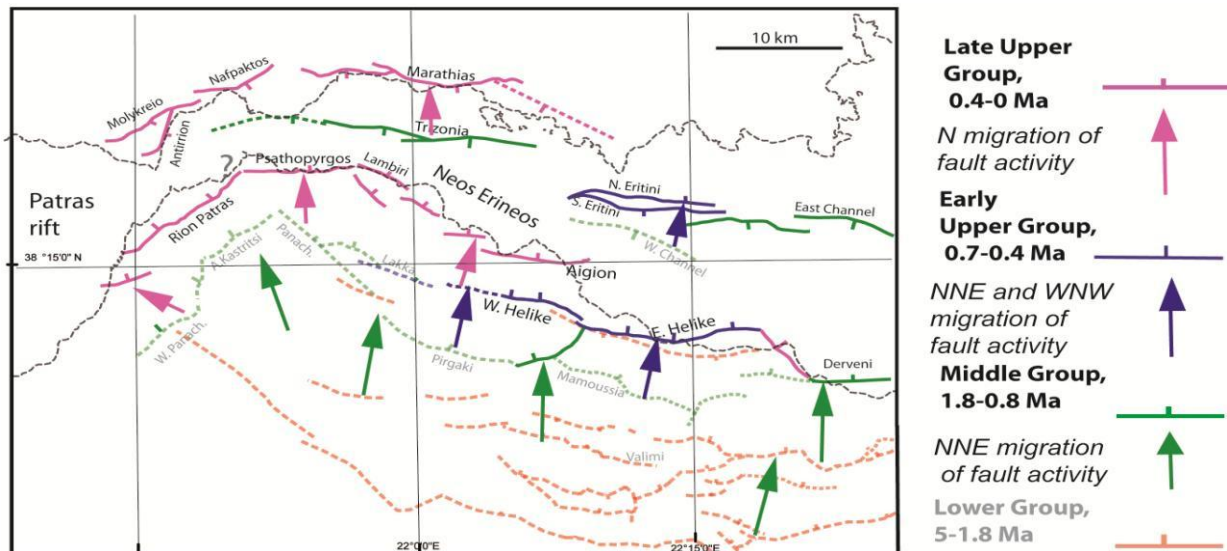 10 km
Marathias
Nafpaktos
Molykreio
Antirrion
Trizonia
?
Psathopyrgos
Lambiri
Neos Erineos
N. Eritini
S. Eritini
East Channel
W. Channel
Patras
rift
Rion Patras
A.Kastritsi
Panach.
Lakka
Aigion
38 °15'0" N
W. Helike
E. Helike
W. Panach.
Pirgaki
Mamoussia
Derveni
Valimi
22°0'0"E
22°15'0"E
Late Upper
Group,
0.4-0 Ma
N migration of
fault activity
Early
Upper Group,
0.7-0.4 Ma
NNE and WNW
migration of
fault activity
Middle Group,
1.8-0.8 Ma
NNE migration
of fault activity
Lower Group,
5-1.8 Ma